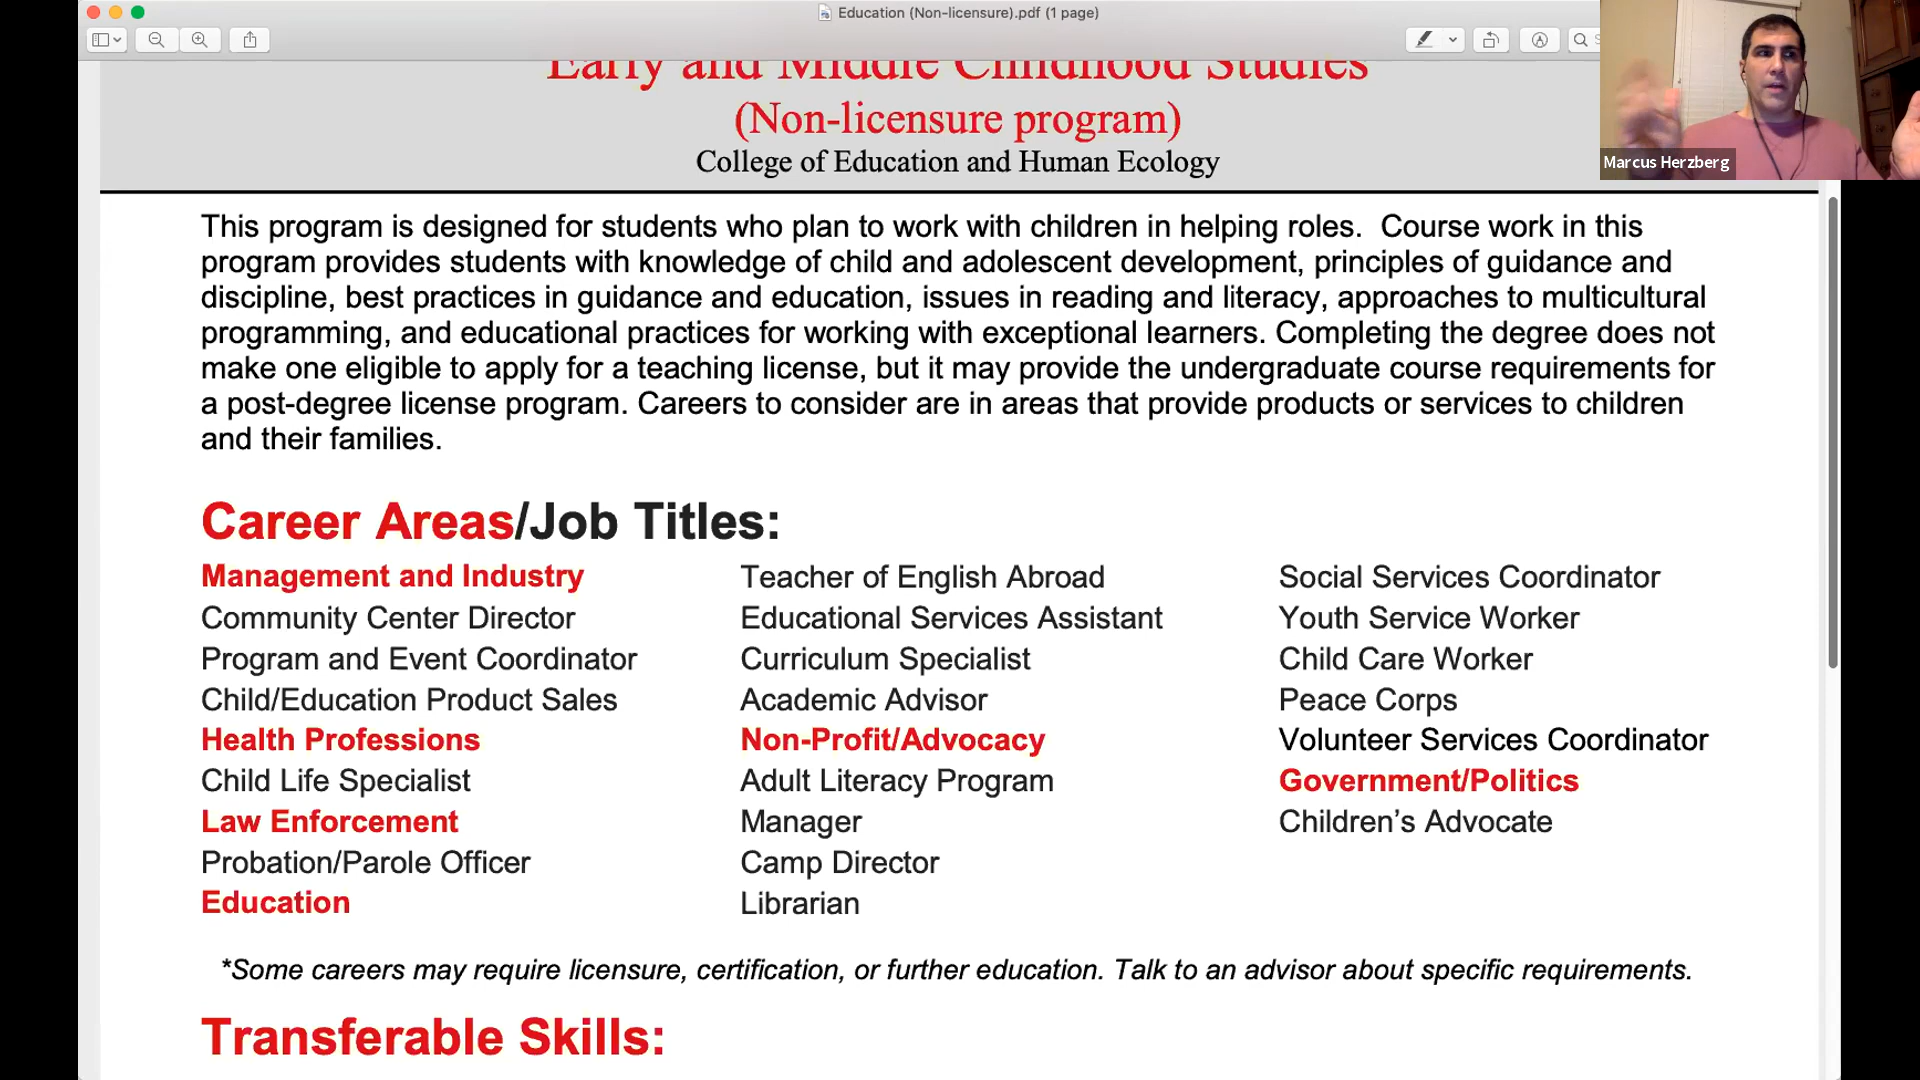 Education (Non-licensure).pdf (1 page)
Early and Middle Childhood Studies
(Non-licensure program)
College of Education and Human Ecology
Marcus Herzberg
This program is designed for students who plan to work with children in helping roles.  Course work in this
program provides students with knowledge of child and adolescent development, principles of guidance and
discipline, best practices in guidance and education, issues in reading and literacy, approaches to multicultural
programming, and educational practices for working with exceptional learners. Completing the degree does not
make one eligible to apply for a teaching license, but it may provide the undergraduate course requirements for
a post-degree license program. Careers to consider are in areas that provide products or services to children
and their families.
Career Areas/Job Titles:
Management and Industry
Community Center Director
Program and Event Coordinator
Child/Education Product Sales
Health Professions
Child Life Specialist
Law Enforcement
Probation/Parole Officer
Education
Teacher of English Abroad
Educational Services Assistant
Curriculum Specialist
Academic Advisor
Non-Profit/Advocacy
Adult Literacy Program
Manager
Camp Director
Librarian
Social Services Coordinator
Youth Service Worker
Child Care Worker
Peace Corps
Volunteer Services Coordinator
Government/Politics
Children’s Advocate
*Some careers may require licensure, certification, or further education. Talk to an advisor about specific requirements.
Transferable Skills: